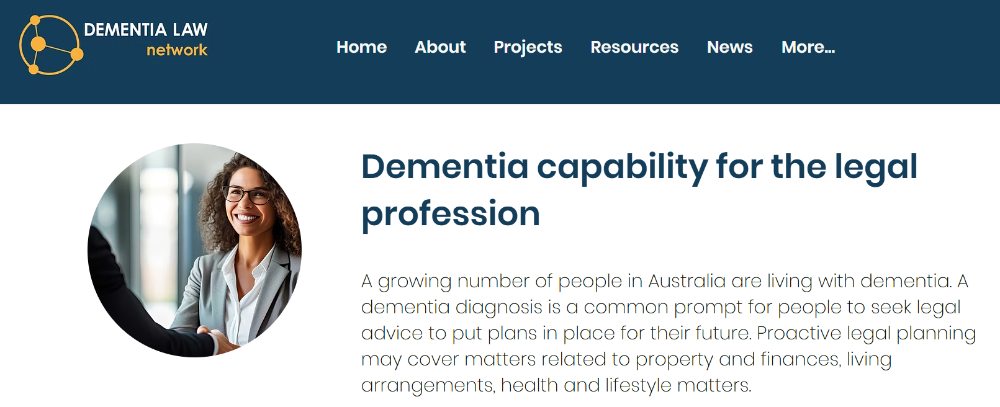 DEMENTIA LAW
network
Home About Projects Resources News More...
Dementia capability for the legal
profession
A growing number of people in Australia are living with dementia. A
dementia diagnosis is a common prompt for people to seek legal
advice to put plans in place for their future. Proactive legal planning
may cover matters related to property and finances, living
arrangements, health and lifestyle matters.